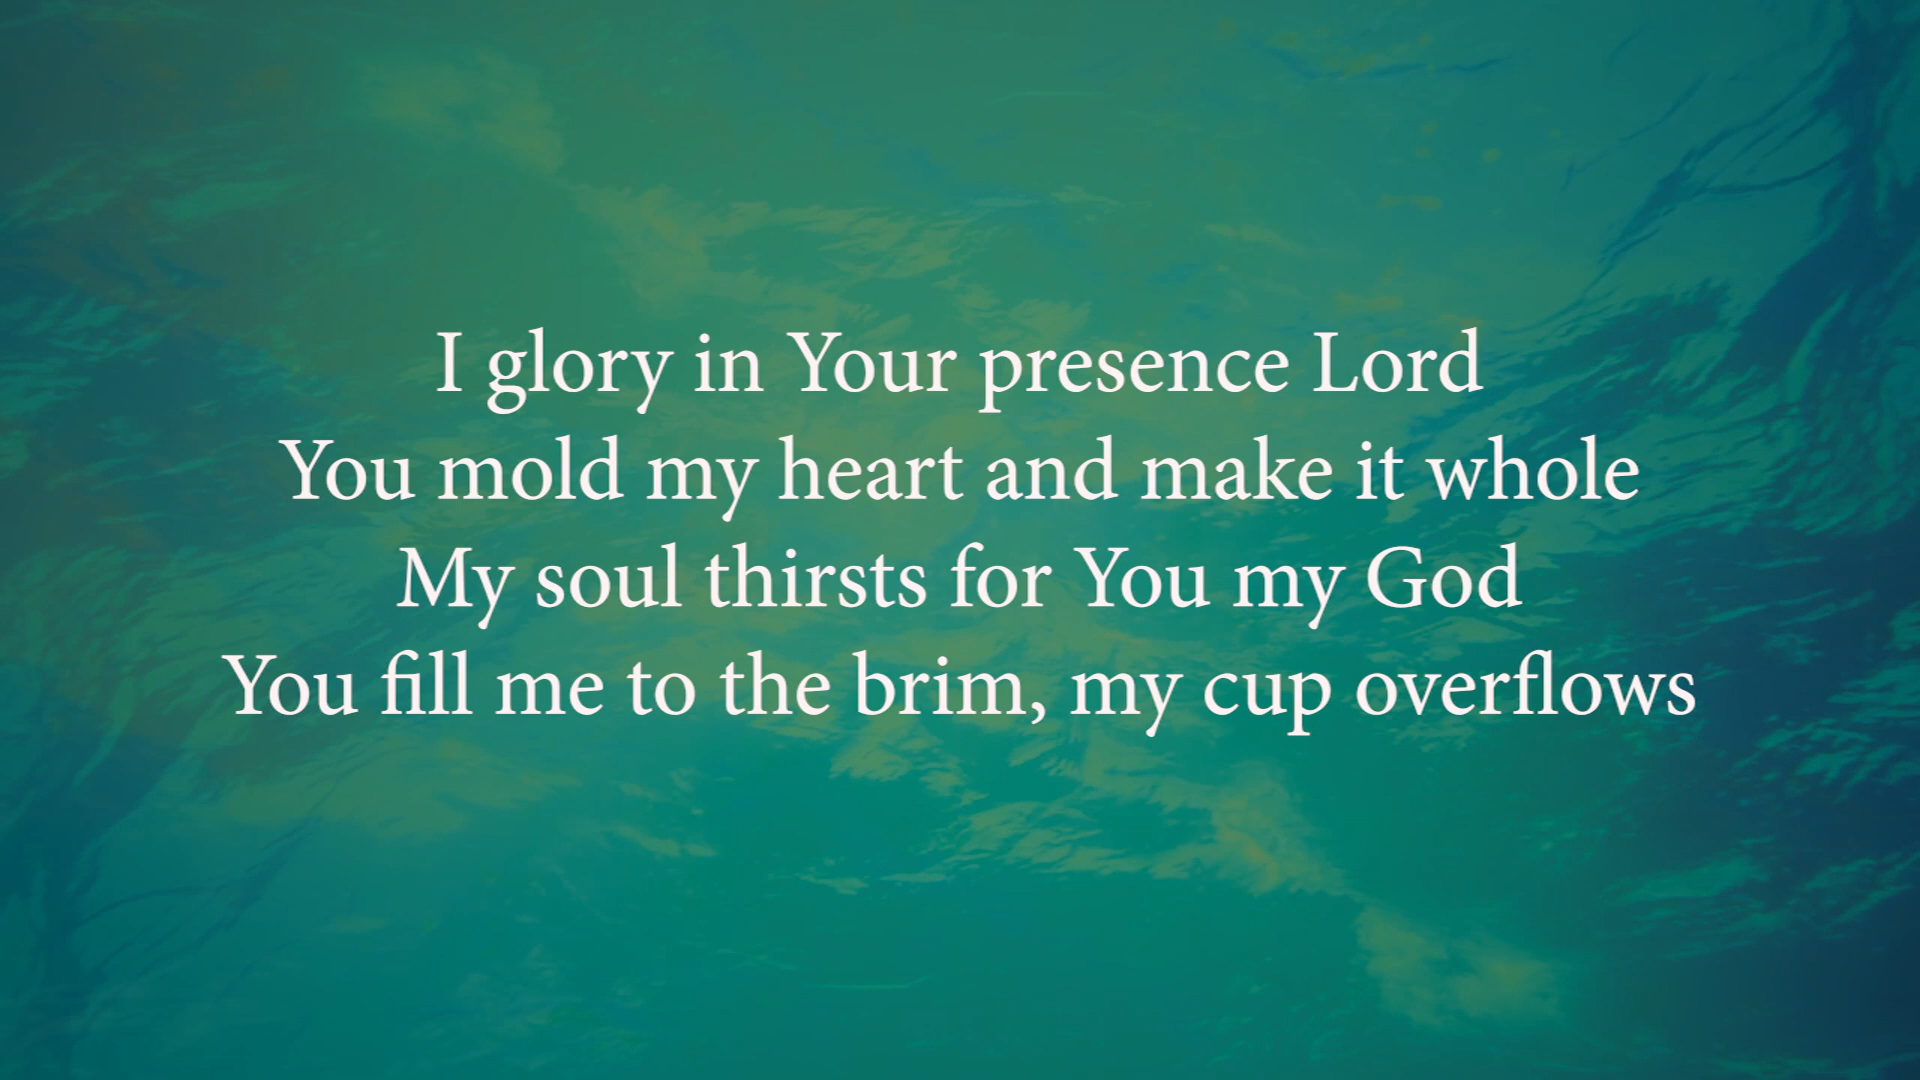 I glory in Your presence Lord
You mold my heart and make it whole
My soul thirsts for You my God
You fill me to the brim, my cup overflows